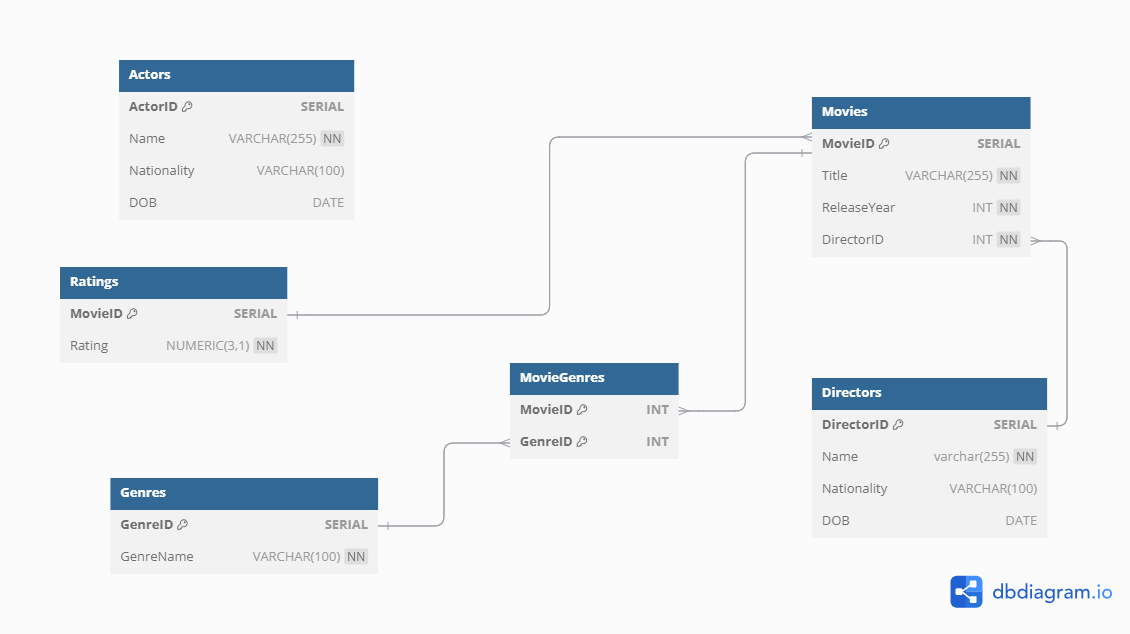 Actors
ActorID SERIAL
Name VARCHAR(255) NN
Nationality VARCHAR(100)
DOB DATE
Movies
MovieID SERIAL
Title VARCHAR(255) NN
ReleaseYear INT NN
DirectorID INT NN
Ratings
MovieID SERIAL
Rating NUMERIC(3,1) NN
MovieGenres
MovieID INT
GenreID INT
Directors
DirectorID SERIAL
Name varchar(255) NN
Nationality VARCHAR(100)
DOB DATE
Genres
GenreID SERIAL
GenreName VARCHAR(100) NN
dbdiagram.io